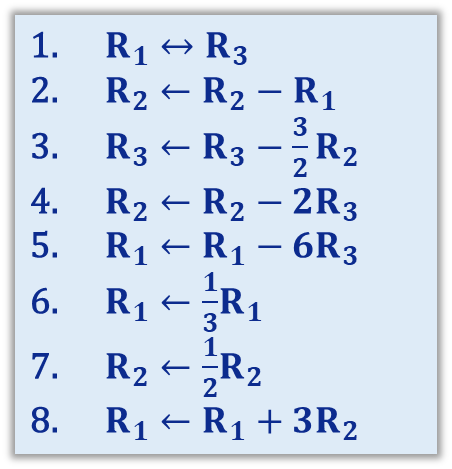 1. R₁ ↔ R₃
2. R₂ ← R₂ − R₁
3. R₃ ← R₃ − 3/2 R₂
4. R₂ ← R₂ − 2R₃
5. R₁ ← R₁ − 6R₃
6. R₁ ← 1/3 R₁
7. R₂ ← 1/2 R₂
8. R₁ ← R₁ + 3R₂